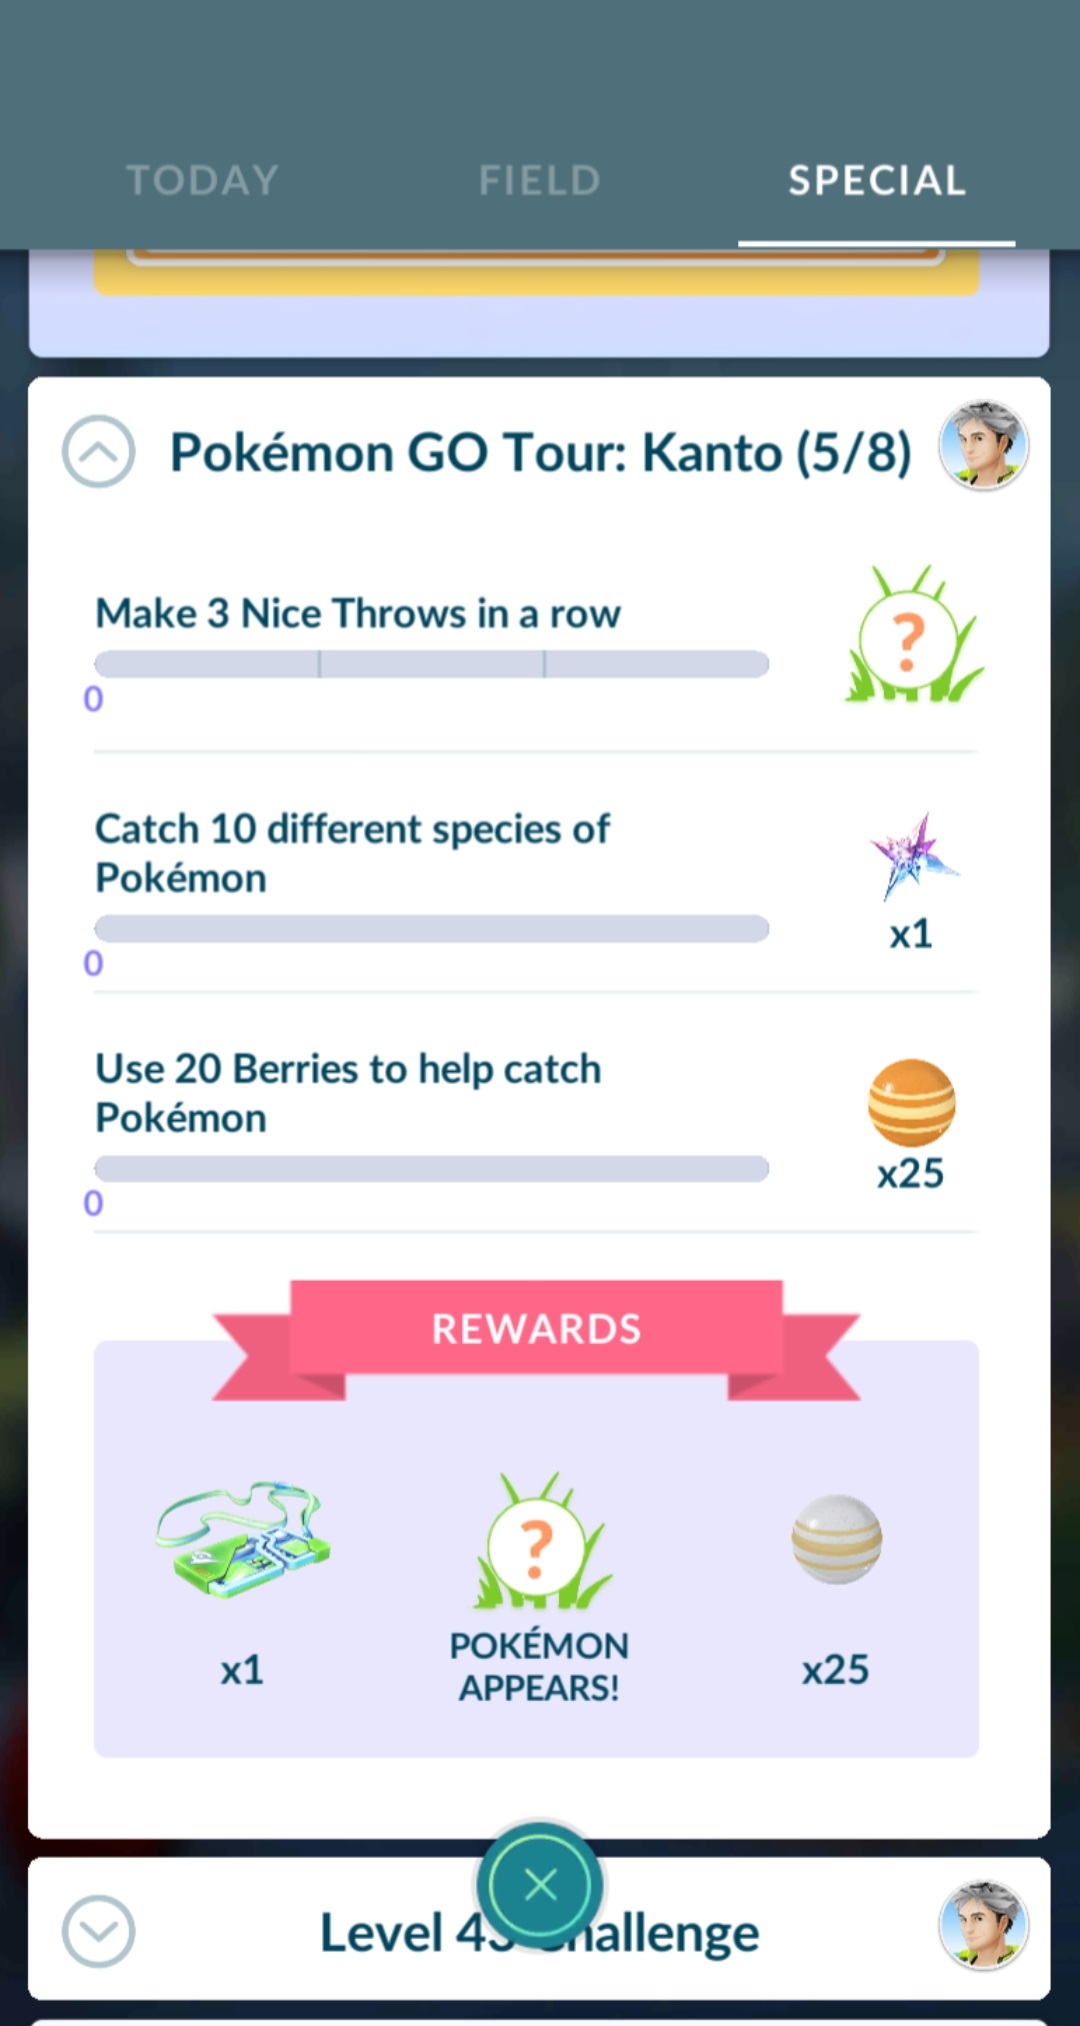 TODAY
FIELD
SPECIAL
Pokémon GO Tour: Kanto (5/8)
Make 3 Nice Throws in a row
?
0
Catch 10 different species of
Pokémon
x1
0
Use 20 Berries to help catch
Pokémon
x25
0
REWARDS
?
x1
POKÉMON
APPEARS!
x25
Level